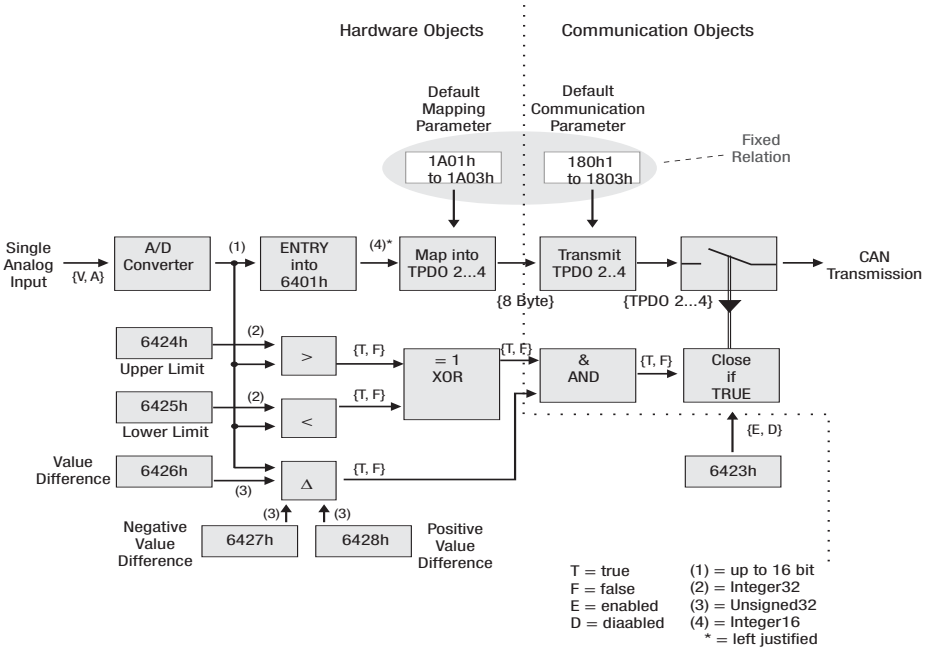 Hardware Objects
Communication Objects
Default
Mapping
Parameter
Default
Communication
Parameter
Fixed
Relation
1A01h
to 1A03h
180h1
to 1803h
Single
Analog
Input
{V, A}
A/D
Converter
(1)
ENTRY
into
6401h
(4)*
Map into
TPDO 2...4
{8 Byte}
Transmit
TPDO 2..4
{TPDO 2...4}
CAN
Transmission
6424h
Upper Limit
(2)
>
{T, F}
= 1
XOR
{T, F}
&
AND
{T, F}
Close
if
TRUE
6425h
Lower Limit
(2)
<
{T, F}
{E, D}
6423h
Value
Difference
6426h
(3)
Δ
{T, F}
(3)
(3)
Negative
Value
Difference
6427h
6428h
Positive
Value
Difference
T = true
F = false
E = enabled
D = diaabled
(1) = up to 16 bit
(2) = Integer32
(3) = Unsigned32
(4) = Integer16
* = left justified